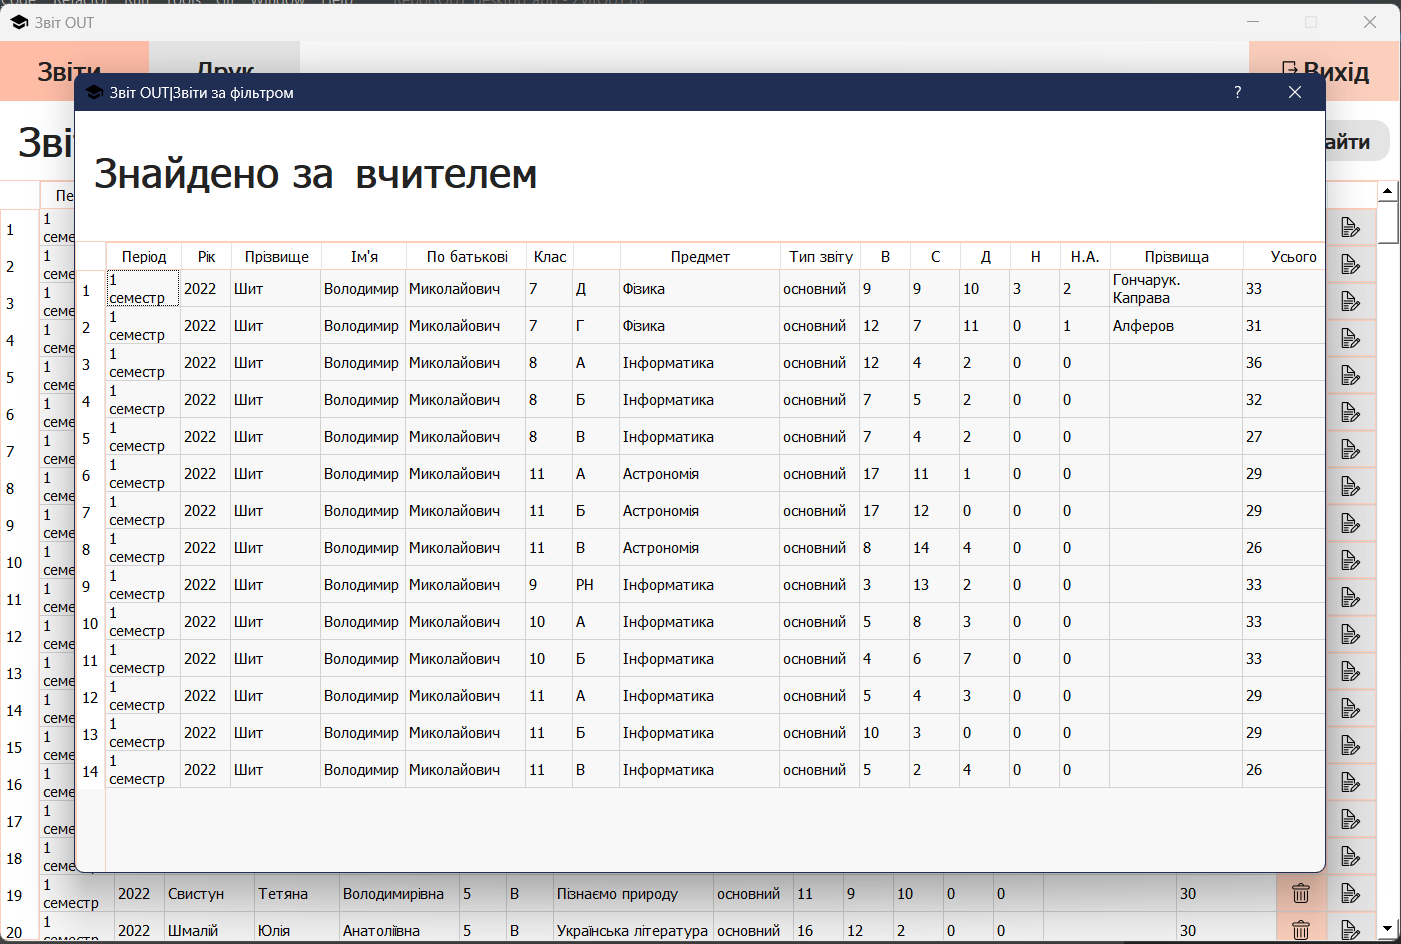 Звіт OUT
Звіти
Друк
Вихід
Звіт OUT|Звіти за фільтром
?
Знайдено за вчителем
Період Рік Прізвище Ім'я По батькові Клас Предмет Тип звіту В С Д Н Н.А. Прізвища Усього
1 1 семестр 2022 Шит Володимир Миколайович 7 Д Фізика основний 9 9 10 3 2 Гончарук. Каправа 33
2 1 семестр 2022 Шит Володимир Миколайович 7 Г Фізика основний 12 7 11 0 1 Алферов 31
3 1 семестр 2022 Шит Володимир Миколайович 8 А Інформатика основний 12 4 2 0 0 36
4 1 семестр 2022 Шит Володимир Миколайович 8 Б Інформатика основний 7 5 2 0 0 32
5 1 семестр 2022 Шит Володимир Миколайович 8 В Інформатика основний 7 4 2 0 0 27
6 1 семестр 2022 Шит Володимир Миколайович 11 А Астрономія основний 17 11 1 0 0 29
7 1 семестр 2022 Шит Володимир Миколайович 11 Б Астрономія основний 17 12 0 0 0 29
8 1 семестр 2022 Шит Володимир Миколайович 11 В Астрономія основний 8 14 4 0 0 26
9 1 семестр 2022 Шит Володимир Миколайович 9 РН Інформатика основний 3 13 2 0 0 33
10 1 семестр 2022 Шит Володимир Миколайович 10 А Інформатика основний 5 8 3 0 0 33
11 1 семестр 2022 Шит Володимир Миколайович 10 Б Інформатика основний 4 6 7 0 0 33
12 1 семестр 2022 Шит Володимир Миколайович 11 А Інформатика основний 5 4 3 0 0 29
13 1 семестр 2022 Шит Володимир Миколайович 11 Б Інформатика основний 10 3 0 0 0 29
14 1 семестр 2022 Шит Володимир Миколайович 11 В Інформатика основний 5 2 4 0 0 26
19 1 семестр 2022 Свистун Тетяна Володимирівна 5 В Пізнаємо природу основний 11 9 10 0 0 30
20 1 семестр 2022 Шмалій Юлія Анатоліївна 5 В Українська література основний 16 12 2 0 0 30